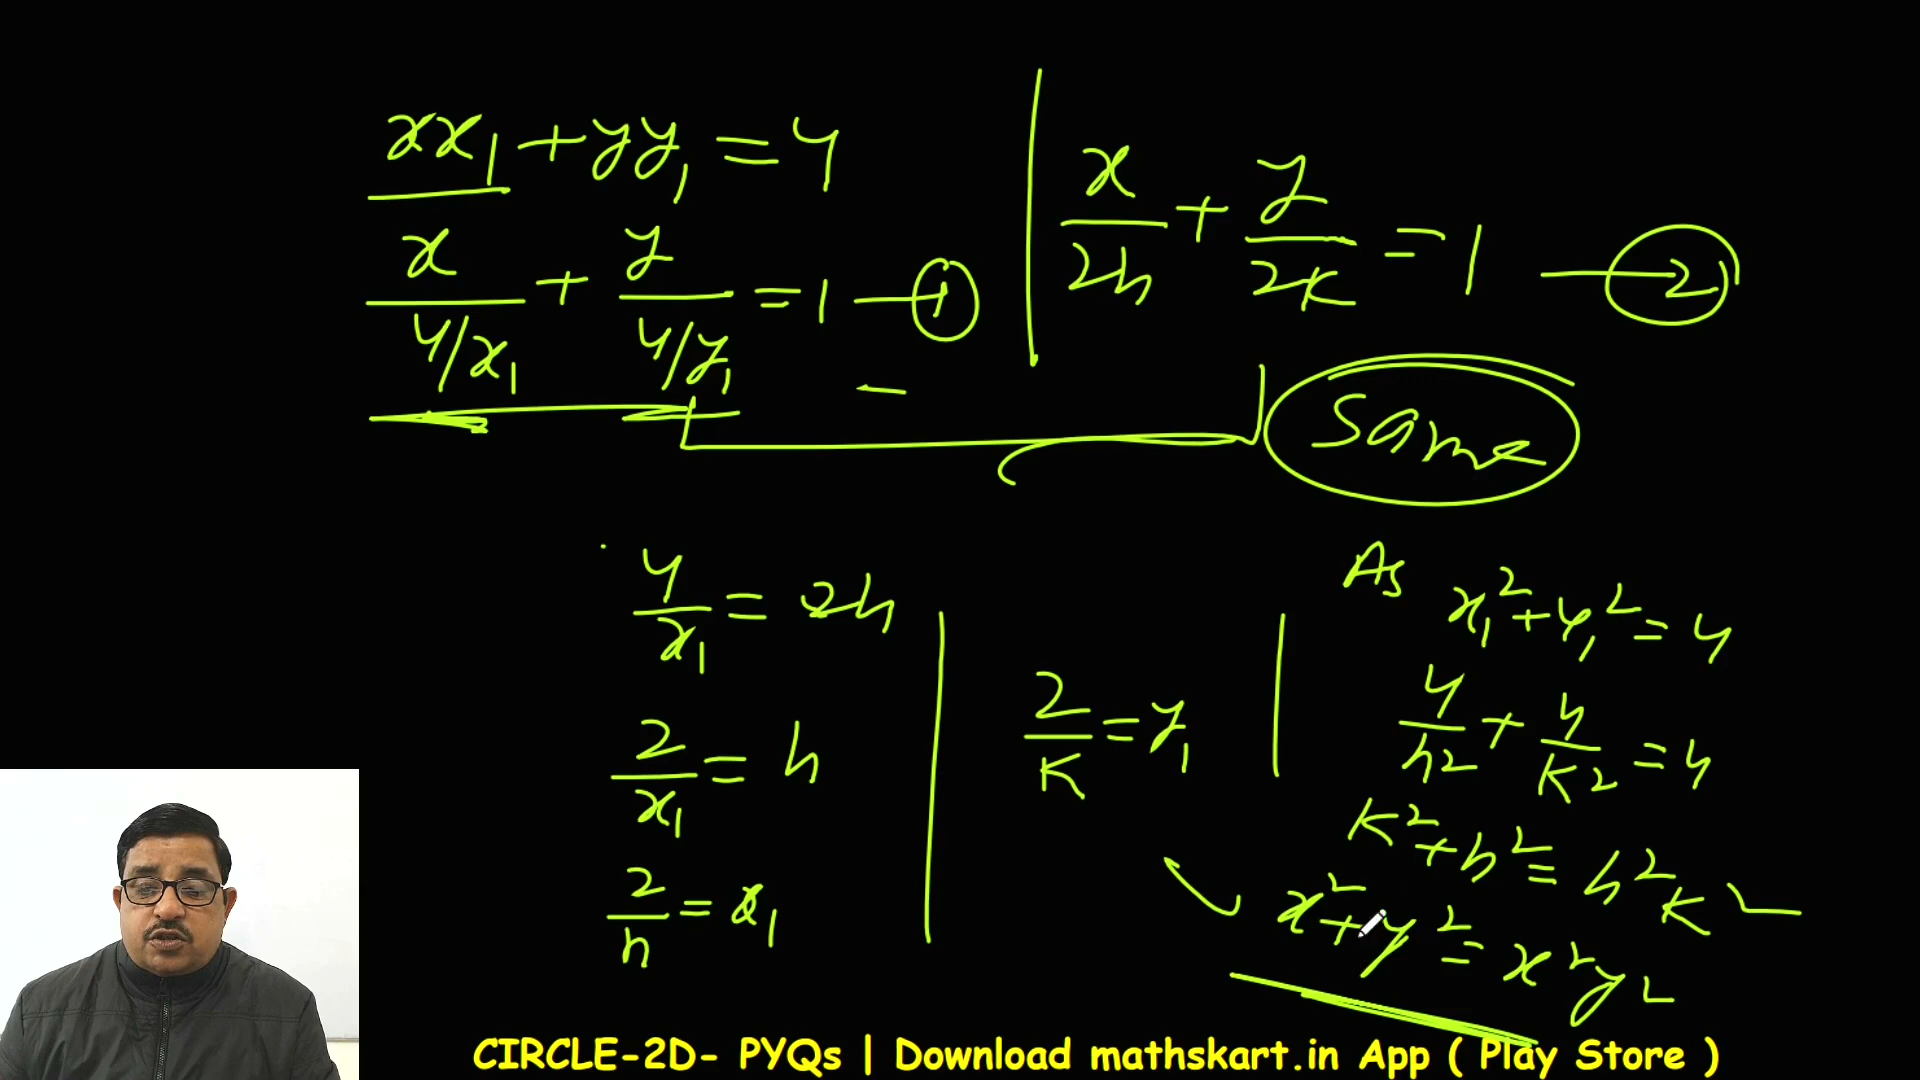 xx₁ + yy₁ = 4
x/(4/x₁) + y/(4/y₁) = 1 — ①
x/2h + y/2k = 1 — ②
Same
4/x₁ = 2h
2/x₁ = h
2/h = x₁
2/k = y₁
As x₁² + y₁² = 4
4/h² + 4/k² = 4
k² + h² = h²k²
x² + y² = x²y²
CIRCLE-2D- PYQs | Download mathskart.in App ( Play Store )